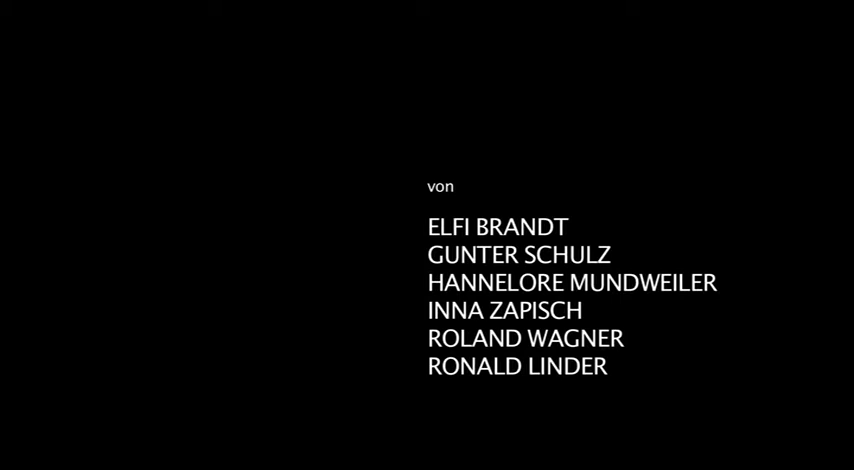 von
ELFI BRANDT
GUNTER SCHULZ
HANNELORE MUNDWEILER
INNA ZAPISCH
ROLAND WAGNER
RONALD LINDER